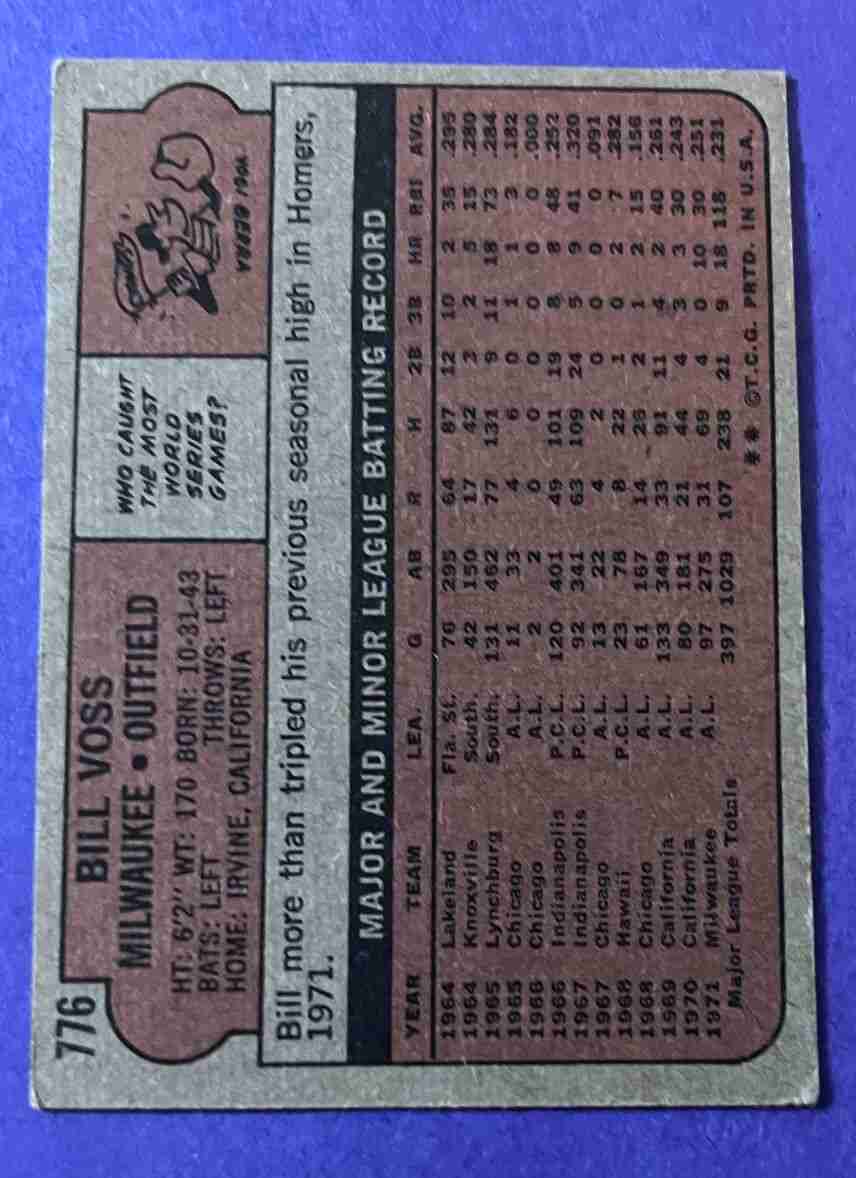 776
BILL VOSS
MILWAUKEE • OUTFIELD
HT: 6'2" WT: 170 BORN: 10-31-43
BATS: LEFT THROWS: LEFT
HOME: IRVINE, CALIFORNIA
WHO CAUGHT
THE MOST
WORLD
SERIES
GAMES?
YOGI BERRA
Bill more than tripled his previous seasonal high in Homers,
1971.
MAJOR AND MINOR LEAGUE BATTING RECORD
YEAR TEAM LEA. G AB R H 2B 3B HR RBI AVG.
1964 Lakeland Fla. St. 76 295 64 87 12 10 2 35 .295
1964 Knoxville South. 42 150 17 42 2 2 5 15 .280
1965 Lynchburg South. 131 462 77 131 9 11 18 73 .284
1965 Chicago A.L. 11 33 4 6 0 1 1 3 .182
1966 Chicago A.L. 2 2 0 0 0 0 0 0 .000
1966 Indianapolis P.C.L. 120 401 49 101 19 8 8 48 .252
1967 Indianapolis P.C.L. 92 341 63 109 24 5 9 41 .320
1967 Chicago A.L. 13 22 4 2 0 0 0 0 .091
1968 Hawaii P.C.L. 23 78 8 22 1 0 2 7 .282
1968 Chicago A.L. 61 167 14 26 2 1 2 15 .156
1969 California A.L. 133 349 33 91 11 4 2 40 .261
1970 California A.L. 80 181 21 44 4 3 3 30 .243
1971 Milwaukee A.L. 97 275 31 69 4 0 10 30 .251
Major League Totals 397 1029 107 238 21 9 18 118 .231
** ©T.C.G. PRTD. IN U.S.A.